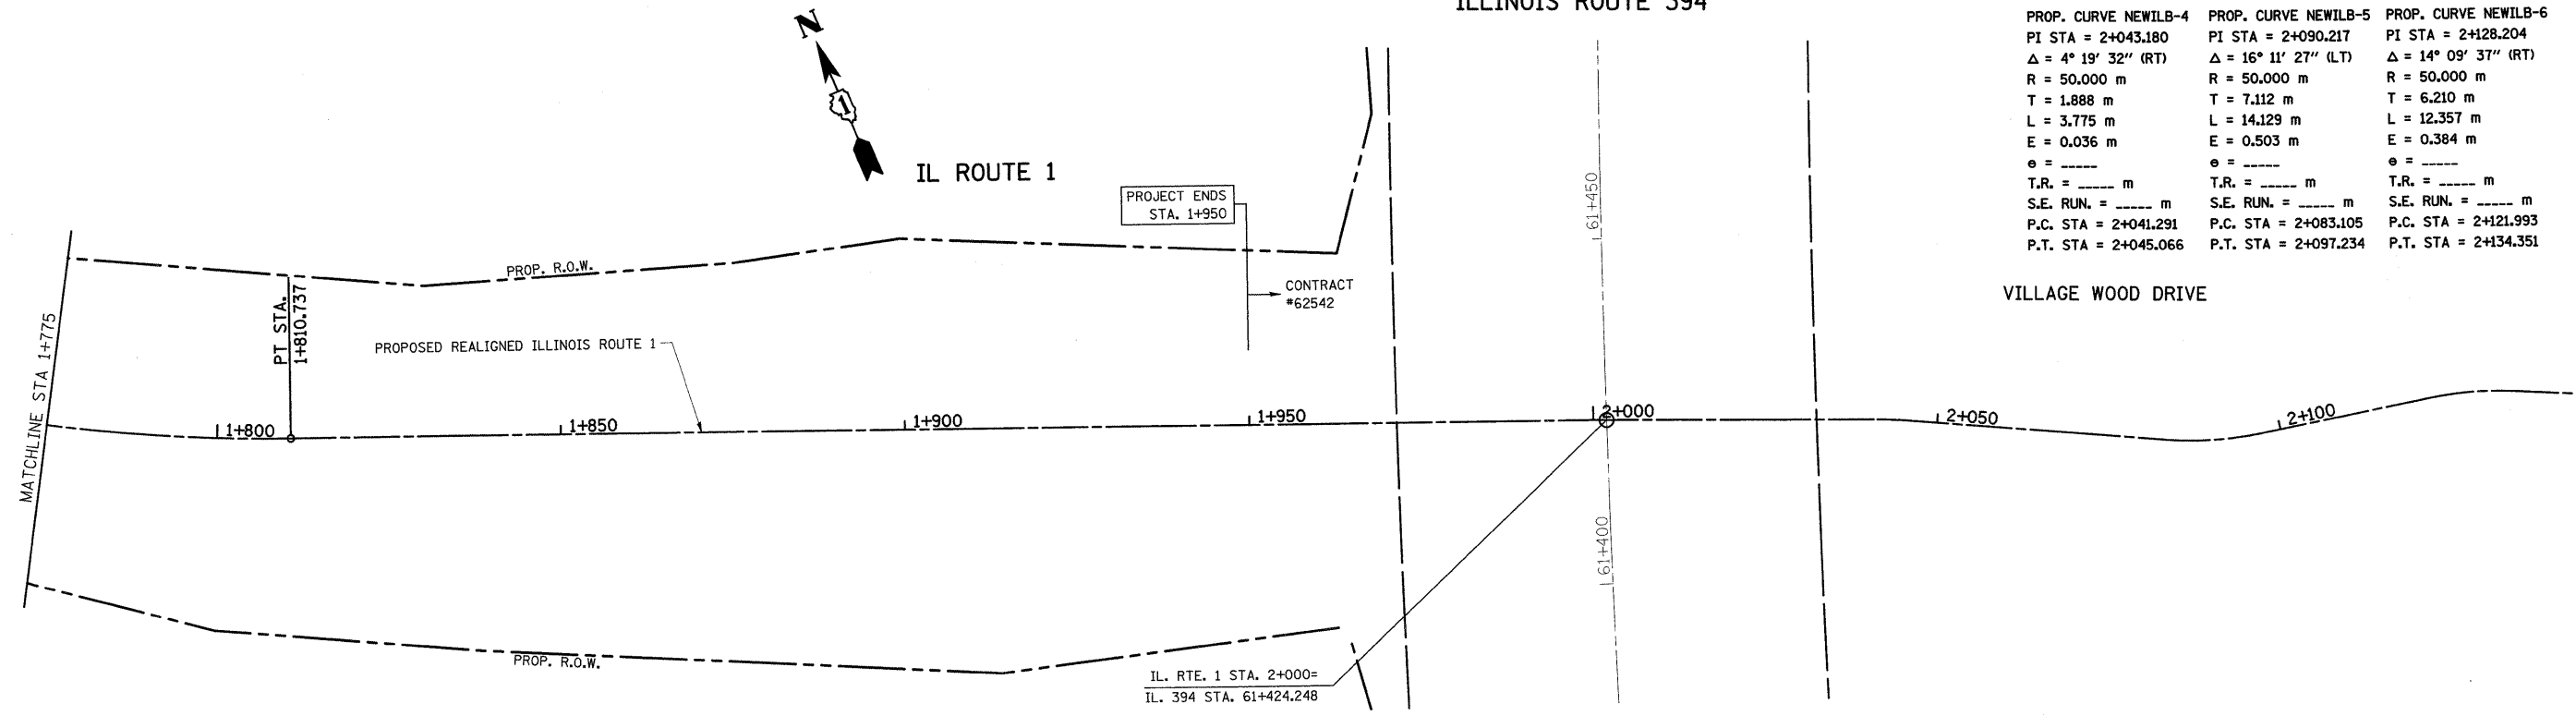 ILLINOIS ROUTE 394
PROP. CURVE NEWILB-4
PI STA = 2+043.180
Δ = 4° 19' 32" (RT)
R = 50.000 m
T = 1.888 m
L = 3.775 m
E = 0.036 m
e = _____
T.R. = _____ m
S.E. RUN. = _____ m
P.C. STA = 2+041.291
P.T. STA = 2+045.066
PROP. CURVE NEWILB-5
PI STA = 2+090.217
Δ = 16° 11' 27" (LT)
R = 50.000 m
T = 7.112 m
L = 14.129 m
E = 0.503 m
e = _____
T.R. = _____ m
S.E. RUN. = _____ m
P.C. STA = 2+083.105
P.T. STA = 2+097.234
PROP. CURVE NEWILB-6
PI STA = 2+128.204
Δ = 14° 09' 37" (RT)
R = 50.000 m
T = 6.210 m
L = 12.357 m
E = 0.384 m
e = _____
T.R. = _____ m
S.E. RUN. = _____ m
P.C. STA = 2+121.993
P.T. STA = 2+134.351
VILLAGE WOOD DRIVE
N
1
IL ROUTE 1
PROJECT ENDS
STA. 1+950
CONTRACT
#62542
61+450
PROP. R.O.W.
MATCHLINE STA 1+775
PT STA.
1+810.737
PROPOSED REALIGNED ILLINOIS ROUTE 1
1+800
1+850
1+900
1+950
2+000
2+050
2+100
61+400
PROP. R.O.W.
IL. RTE. 1 STA. 2+000=
IL. 394 STA. 61+424.248